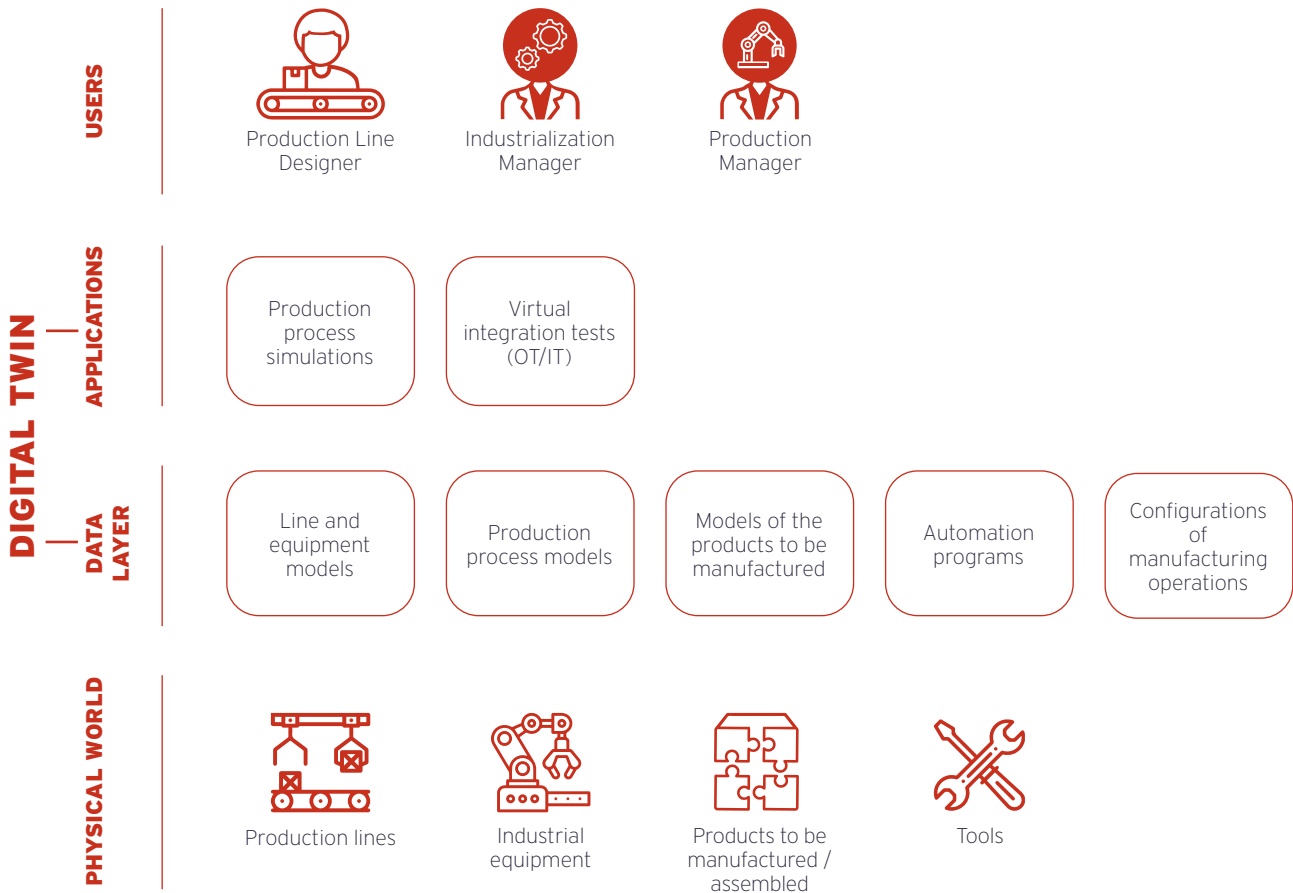 USERS
Production Line
Designer
Industrialization
Manager
Production
Manager
DIGITAL TWIN
APPLICATIONS
Production
process
simulations
Virtual
integration tests
(OT/IT)
DATA
LAYER
Line and
equipment
models
Production
process models
Models of the
products to be
manufactured
Automation
programs
Configurations
of
manufacturing
operations
PHYSICAL WORLD
Production lines
Industrial
equipment
Products to be
manufactured /
assembled
Tools